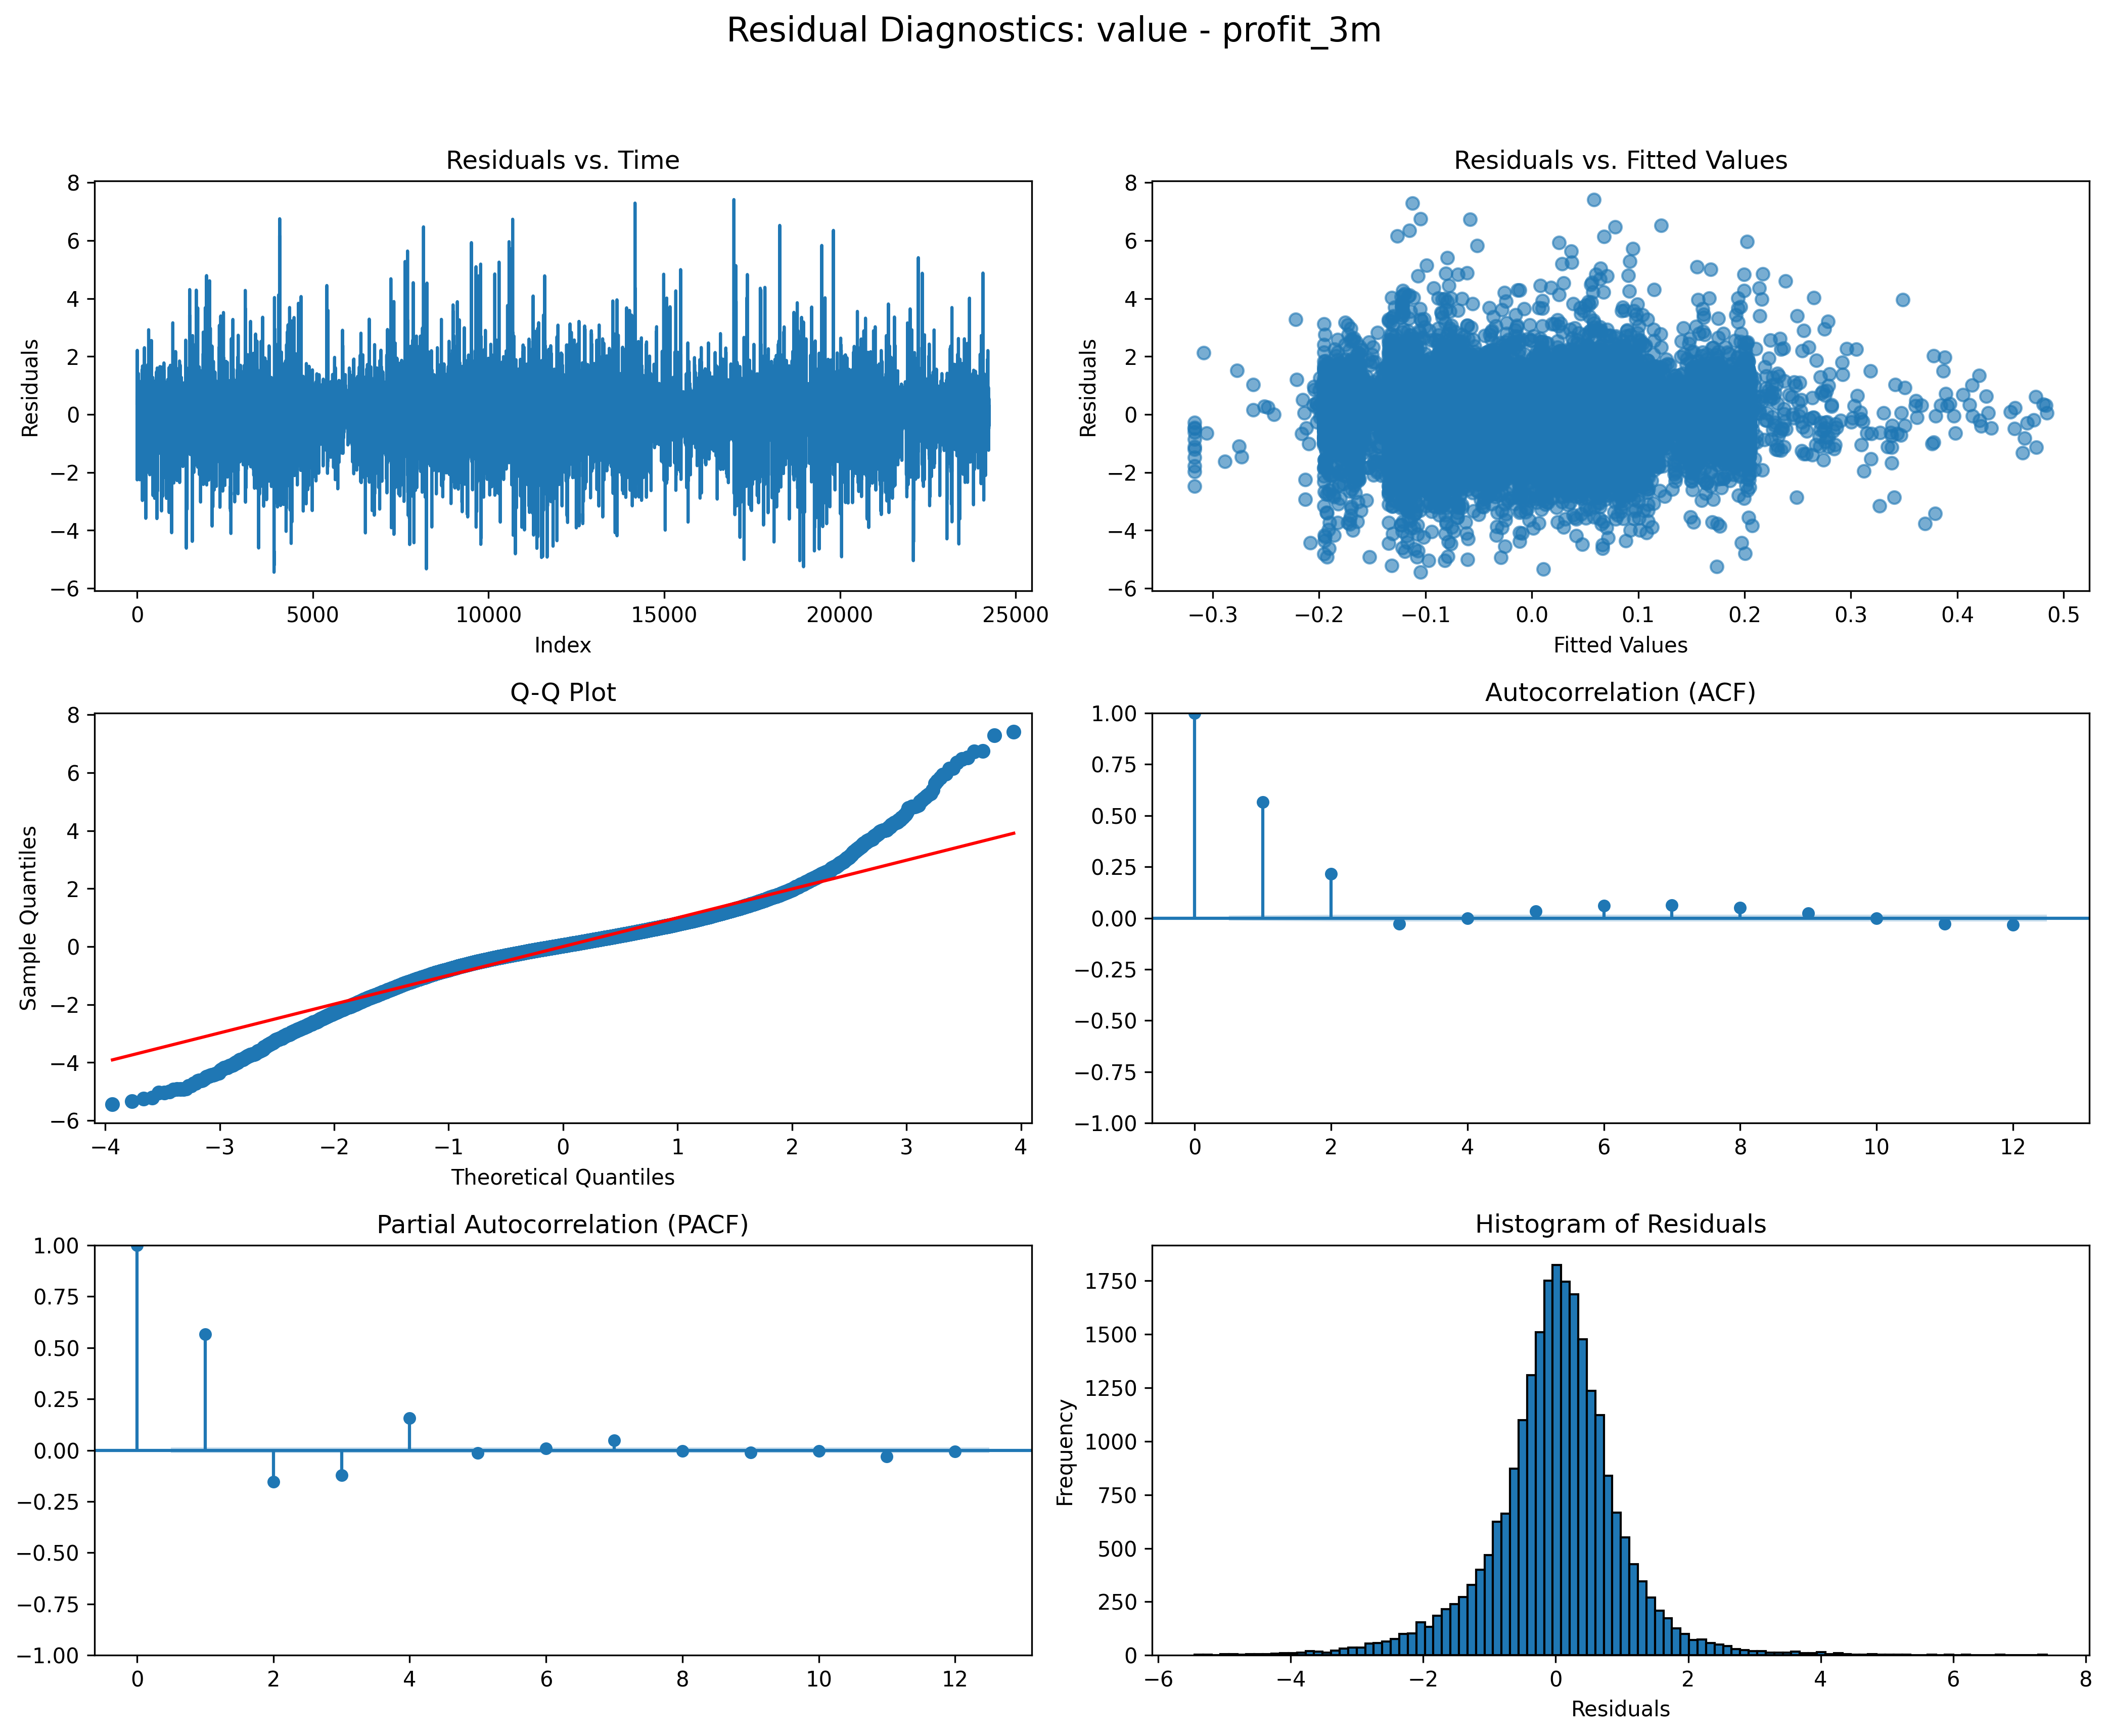 Residual Diagnostics: value - profit_3m
Residuals vs. Time
8
6
4
2
0
−2
−4
−6
Residuals
0 5000 10000 15000 20000 25000
Index
Residuals vs. Fitted Values
8
6
4
2
0
−2
−4
−6
Residuals
−0.3 −0.2 −0.1 0.0 0.1 0.2 0.3 0.4 0.5
Fitted Values
Q-Q Plot
8
6
4
2
0
−2
−4
−6
Sample Quantiles
−4 −3 −2 −1 0 1 2 3 4
Theoretical Quantiles
Autocorrelation (ACF)
1.00
0.75
0.50
0.25
0.00
−0.25
−0.50
−0.75
−1.00
0 2 4 6 8 10 12
Partial Autocorrelation (PACF)
1.00
0.75
0.50
0.25
0.00
−0.25
−0.50
−0.75
−1.00
0 2 4 6 8 10 12
Histogram of Residuals
1750
1500
1250
1000
750
500
250
0
Frequency
−6 −4 −2 0 2 4 6 8
Residuals